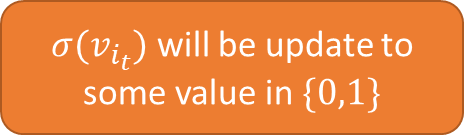 σ(v_{i_t}) will be update to
some value in {0,1}